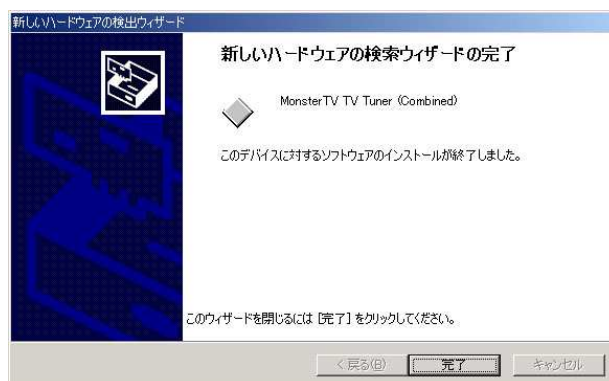 新しいハードウェアの検出ウィザード
新しいハードウェアの検索ウィザードの完了
MonsterTV TV Tuner (Combined)
このデバイスに対するソフトウェアのインストールが終了しました。
このウィザードを閉じるには [完了] をクリックしてください。
< 戻る(B)
完了
キャンセル